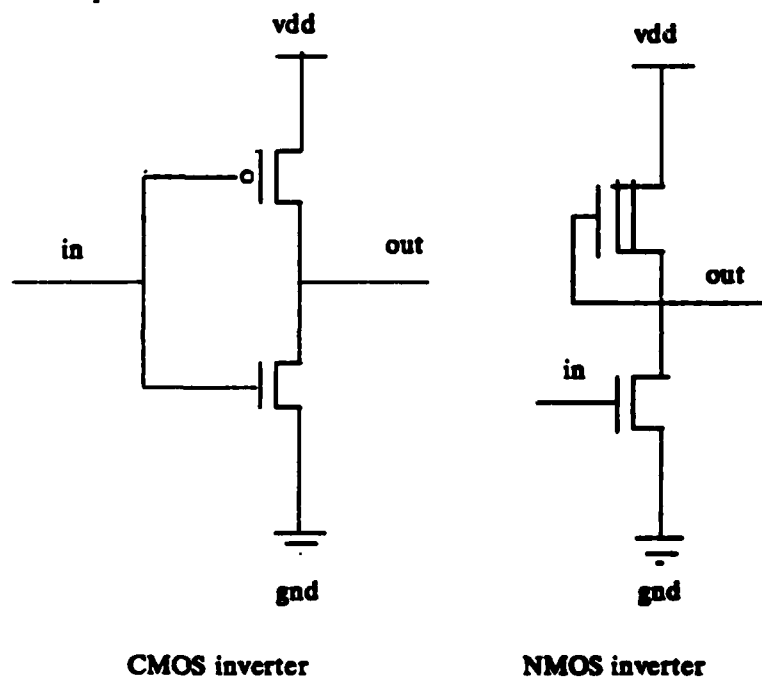 vdd
in
out
gnd
CMOS inverter
vdd
out
in
gnd
NMOS inverter